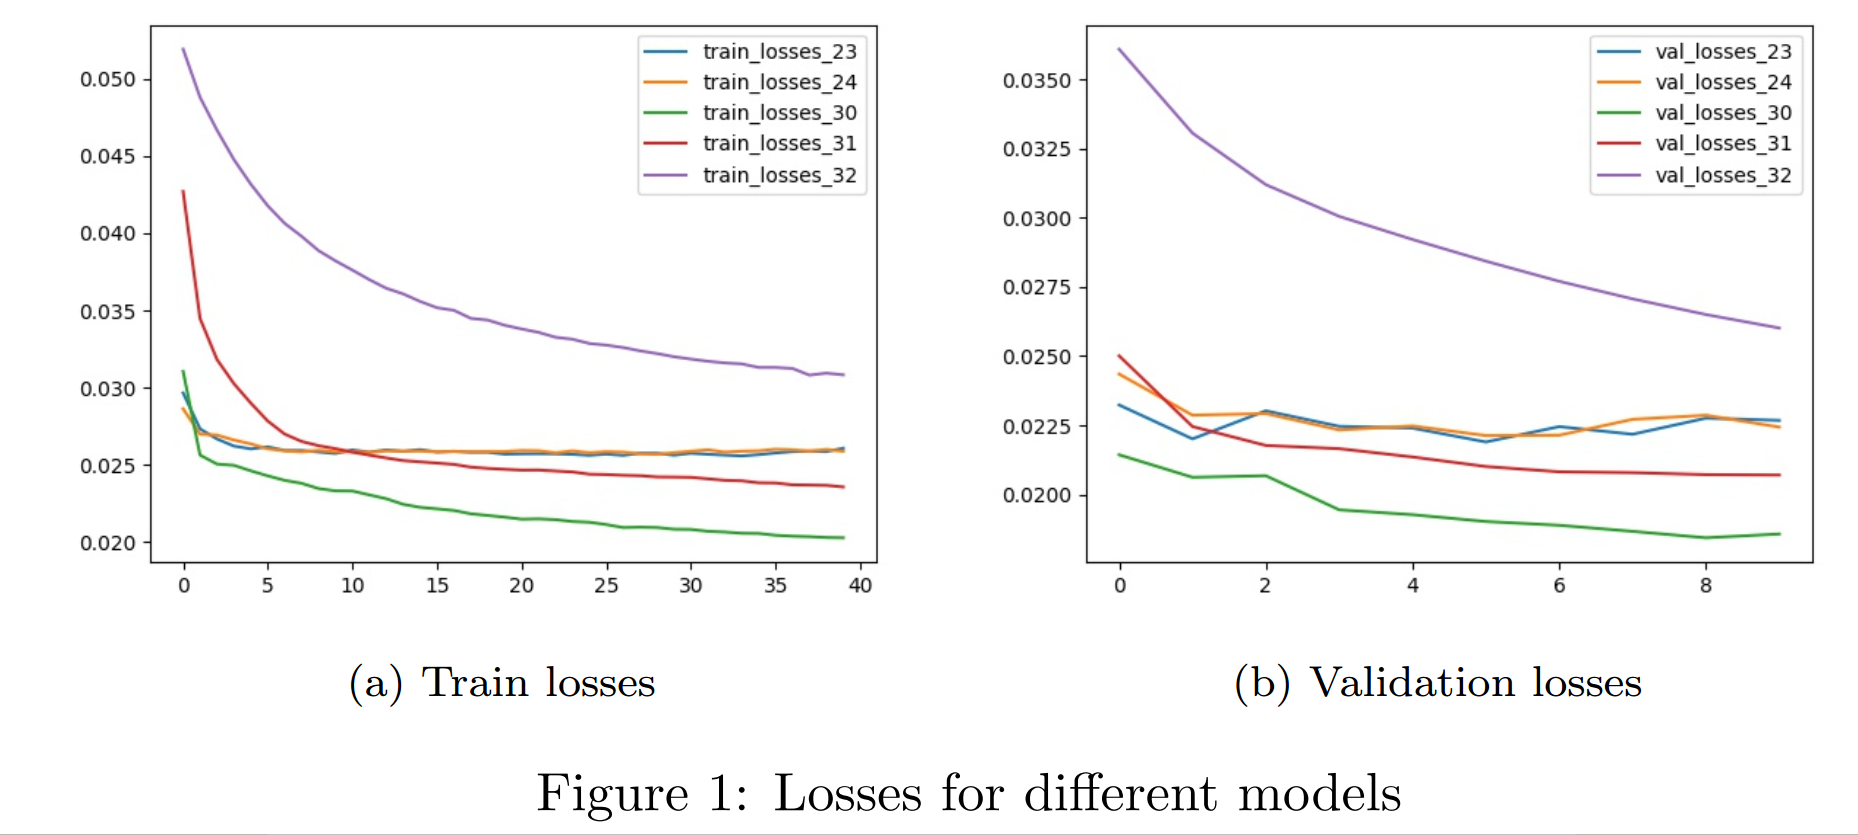 train_losses_23
train_losses_24
train_losses_30
train_losses_31
train_losses_32
0.050
0.045
0.040
0.035
0.030
0.025
0.020
0 5 10 15 20 25 30 35 40
(a) Train losses
val_losses_23
val_losses_24
val_losses_30
val_losses_31
val_losses_32
0.0350
0.0325
0.0300
0.0275
0.0250
0.0225
0.0200
0 2 4 6 8
(b) Validation losses
Figure 1: Losses for different models